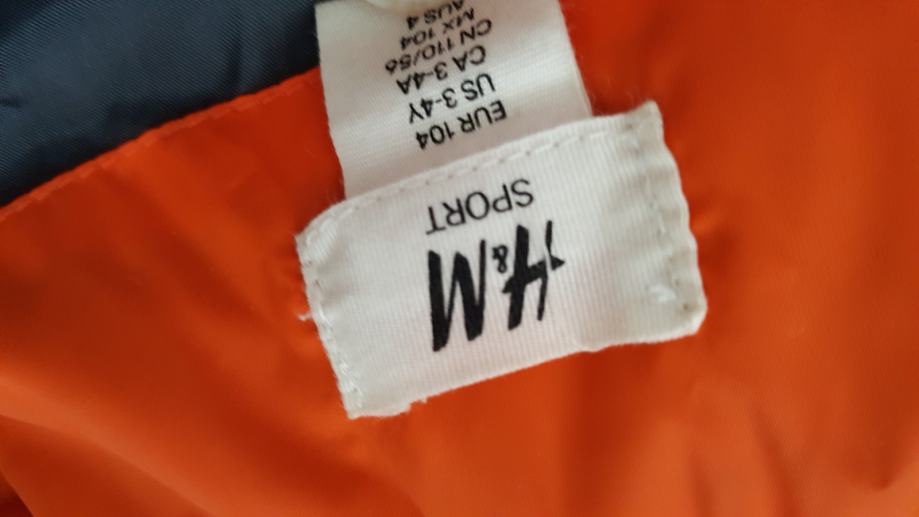 H&M
SPORT
EUR 104
US 3-4Y
CA 3-4A
CN 110/56
MX 104
AUS 4